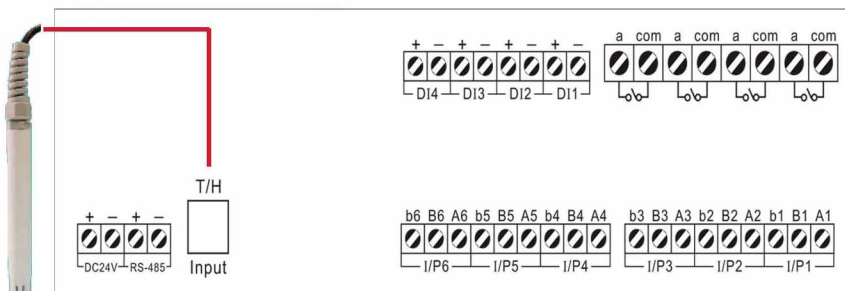 + − + − + − + −
DI4 DI3 DI2 DI1
a com a com a com a com
T/H
Input
+ − + −
DC24V RS-485
b6 B6 A6 b5 B5 A5 b4 B4 A4
I/P6 I/P5 I/P4
b3 B3 A3 b2 B2 A2 b1 B1 A1
I/P3 I/P2 I/P1